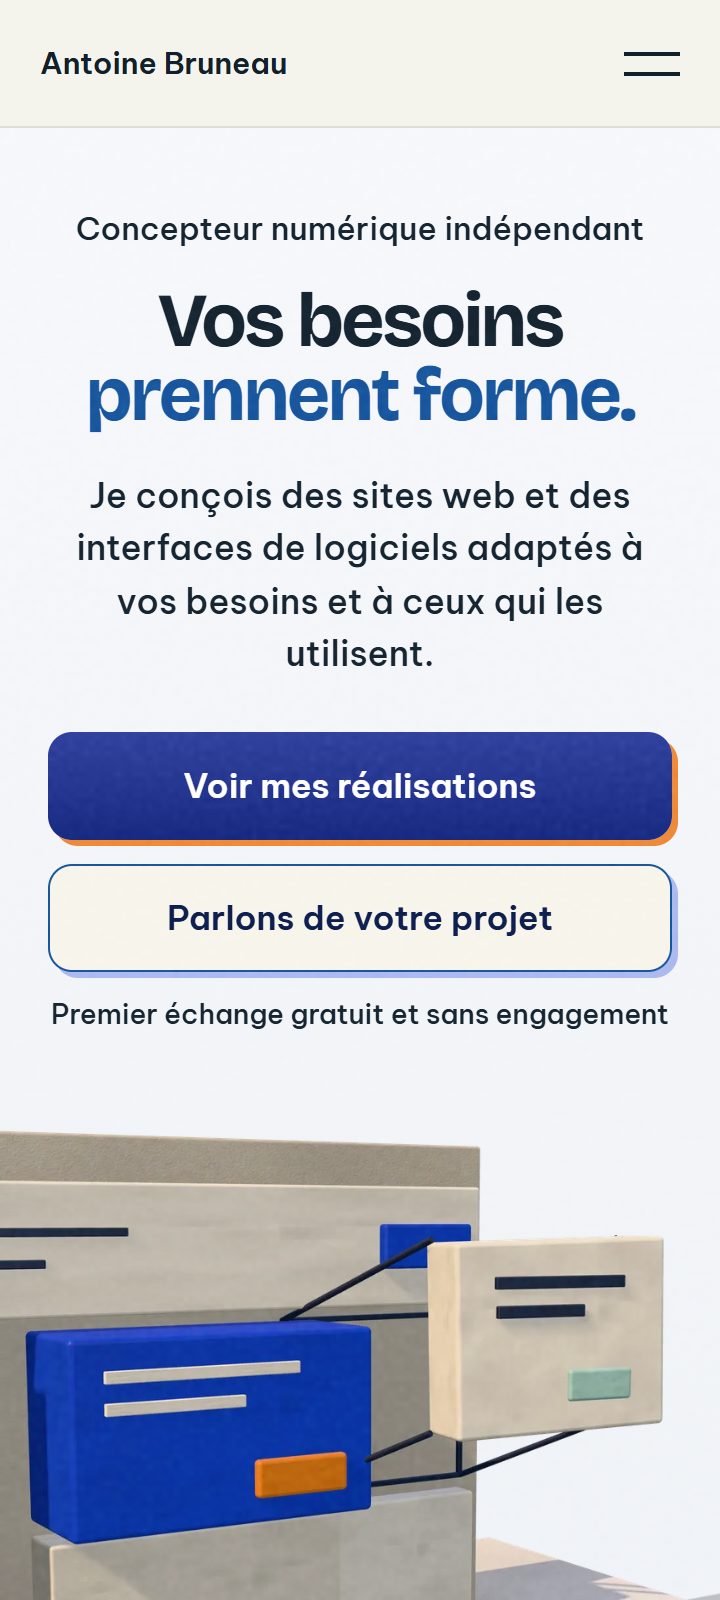 Antoine Bruneau
Concepteur numérique indépendant
Vos besoins
prennent forme.
Je conçois des sites web et des
interfaces de logiciels adaptés à
vos besoins et à ceux qui les
utilisent.
Voir mes réalisations
Parlons de votre projet
Premier échange gratuit et sans engagement